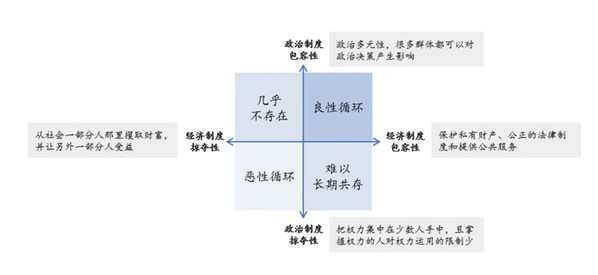 政治制度
包容性
政治多元性，很多群体都可以对
政治决策产生影响
几乎
不存在
良性循环
从社会一部分人那里攫取财富，
并让另外一部分人受益
经济制度
掠夺性
经济制度
包容性
保护私有财产、公正的法律制
度和提供公共服务
恶性循环
难以
长期共存
政治制度
掠夺性
把权力集中在少数人手中，且掌
握权力的人对权力运用的限制少